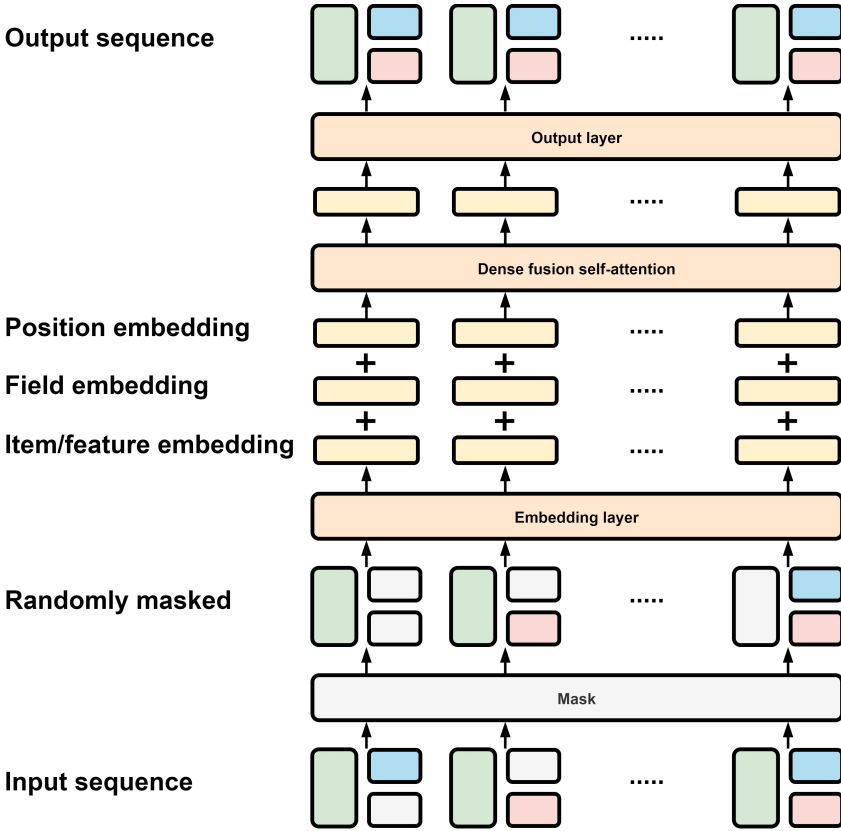 Output sequence
.....
Output layer
.....
Dense fusion self-attention
Position embedding
.....
+ + +
Field embedding
.....
+ + +
Item/feature embedding
.....
Embedding layer
Randomly masked
.....
Mask
Input sequence
.....